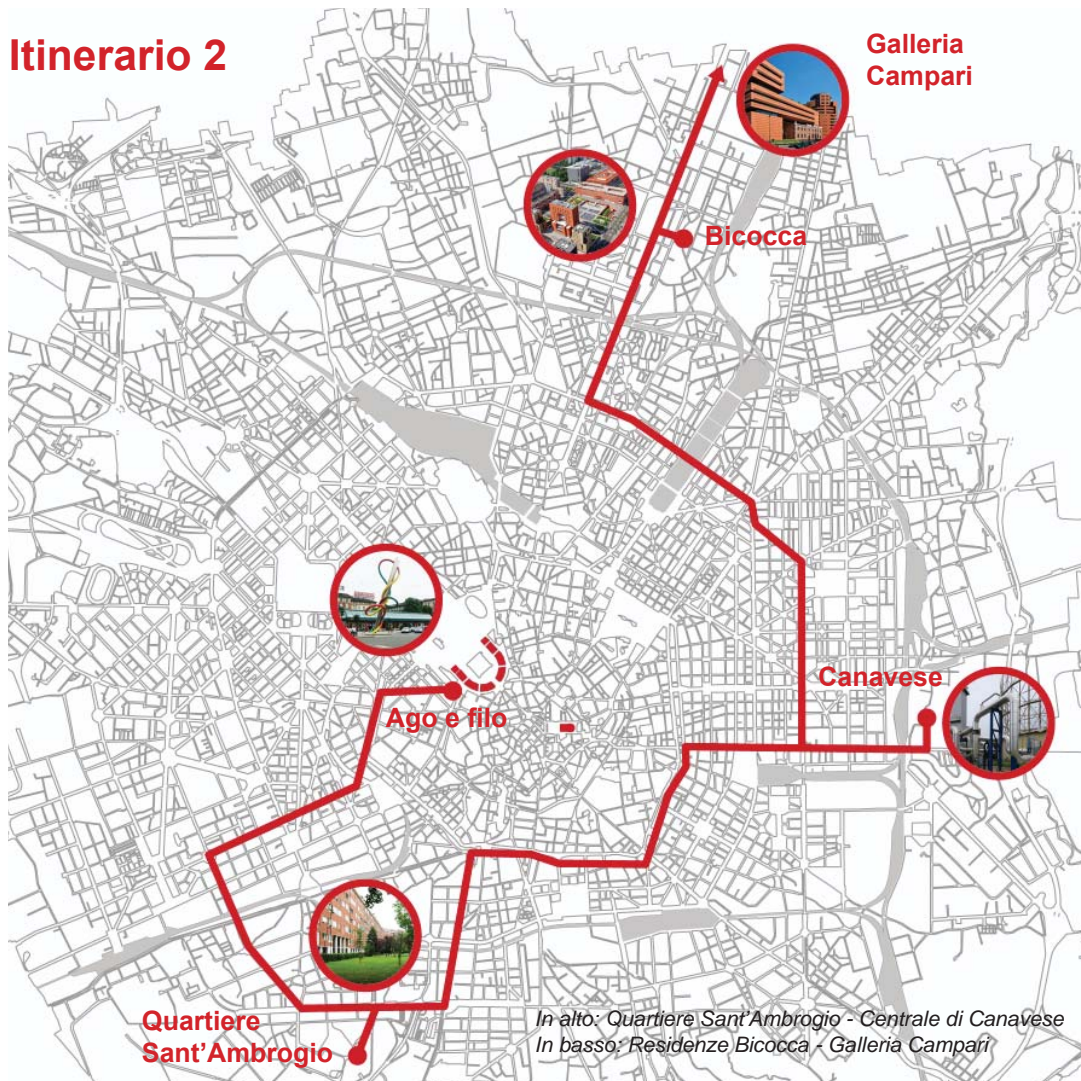 Itinerario 2
Galleria
Campari
Bicocca
Canavese
Ago e filo
Quartiere
Sant’Ambrogio
In alto: Quartiere Sant’Ambrogio - Centrale di Canavese
In basso: Residenze Bicocca - Galleria Campari